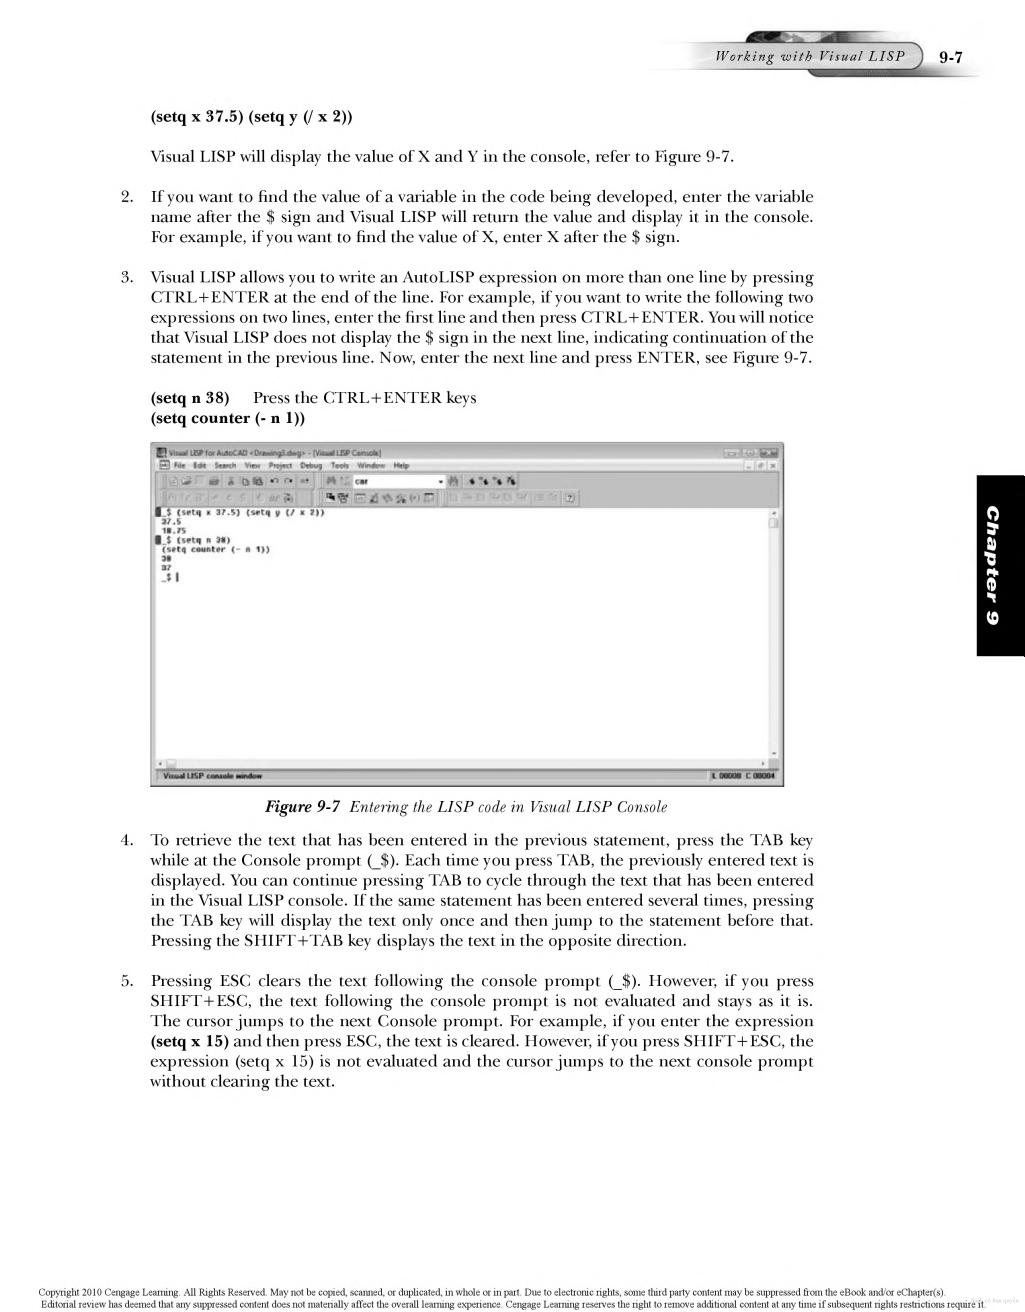 Working with Visual LISP 9-7
(setq x 37.5) (setq y (/ x 2))
Visual LISP will display the value of X and Y in the console, refer to Figure 9-7.
2. If you want to find the value of a variable in the code being developed, enter the variable
name after the $ sign and Visual LISP will return the value and display it in the console.
For example, if you want to find the value of X, enter X after the $ sign.
3. Visual LISP allows you to write an AutoLISP expression on more than one line by pressing
CTRL+ENTER at the end of the line. For example, if you want to write the following two
expressions on two lines, enter the first line and then press CTRL+ENTER. You will notice
that Visual LISP does not display the $ sign in the next line, indicating continuation of the
statement in the previous line. Now, enter the next line and press ENTER, see Figure 9-7.
(setq n 38) Press the CTRL+ENTER keys
(setq counter (- n 1))
Visual LISP for AutoCAD <Drawing3.dwg> - [Visual LISP Console]
File Edit Search View Project Debug Tools Window Help
car
_$ (setq x 37.5) (setq y (/ x 2))
37.5
18.75
_$ (setq n 38)
(setq counter (- n 1))
38
37
_$
Visual LISP console window L 00008 C 00004
Chapter 9
Figure 9-7 Entering the LISP code in Visual LISP Console
4. To retrieve the text that has been entered in the previous statement, press the TAB key
while at the Console prompt (_$). Each time you press TAB, the previously entered text is
displayed. You can continue pressing TAB to cycle through the text that has been entered
in the Visual LISP console. If the same statement has been entered several times, pressing
the TAB key will display the text only once and then jump to the statement before that.
Pressing the SHIFT+TAB key displays the text in the opposite direction.
5. Pressing ESC clears the text following the console prompt (_$). However, if you press
SHIFT+ESC, the text following the console prompt is not evaluated and stays as it is.
The cursor jumps to the next Console prompt. For example, if you enter the expression
(setq x 15) and then press ESC, the text is cleared. However, if you press SHIFT+ESC, the
expression (setq x 15) is not evaluated and the cursor jumps to the next console prompt
without clearing the text.
Copyright 2010 Cengage Learning. All Rights Reserved. May not be copied, scanned, or duplicated, in whole or in part. Due to electronic rights, some third party content may be suppressed from the eBook and/or eChapter(s).
Editorial review has deemed that any suppressed content does not materially affect the overall learning experience. Cengage Learning reserves the right to remove additional content at any time if subsequent rights restrictions require it.